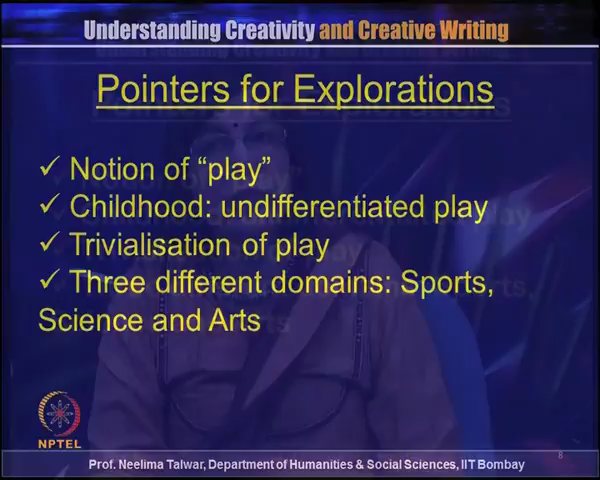 Understanding Creativity and Creative Writing
Pointers for Explorations
✓ Notion of “play”
✓ Childhood: undifferentiated play
✓ Trivialisation of play
✓ Three different domains: Sports,
Science and Arts
NPTEL
8
Prof. Neelima Talwar, Department of Humanities & Social Sciences, IIT Bombay